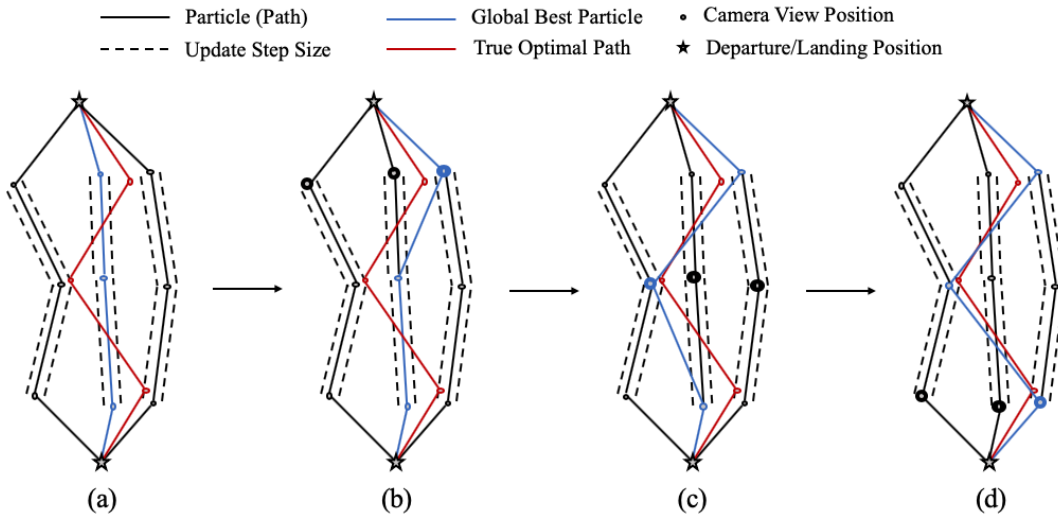 Particle (Path) Global Best Particle Camera View Position
Update Step Size True Optimal Path Departure/Landing Position
(a) (b) (c) (d)